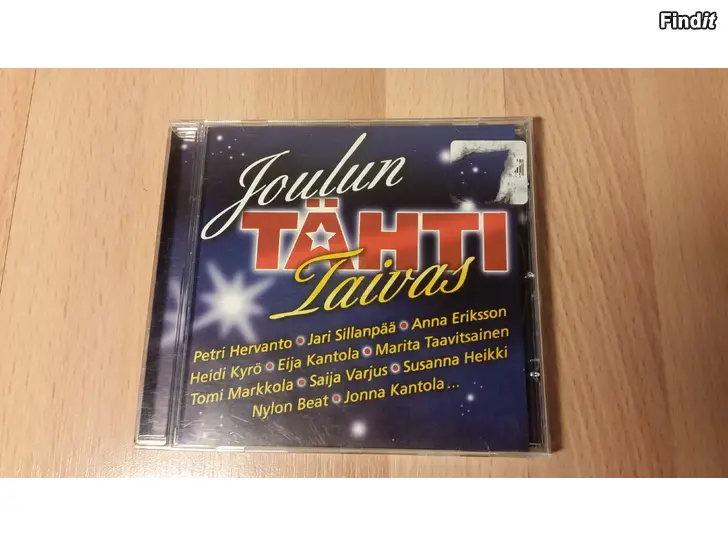 Findit
Joulun
TÄHTI
Taivas
Petri Hervanto • Jari Sillanpää • Anna Eriksson
Heidi Kyrö • Eija Kantola • Marita Taavitsainen
Tomi Markkola • Saija Varjus • Susanna Heikki
Nylon Beat • Jonna Kantola...